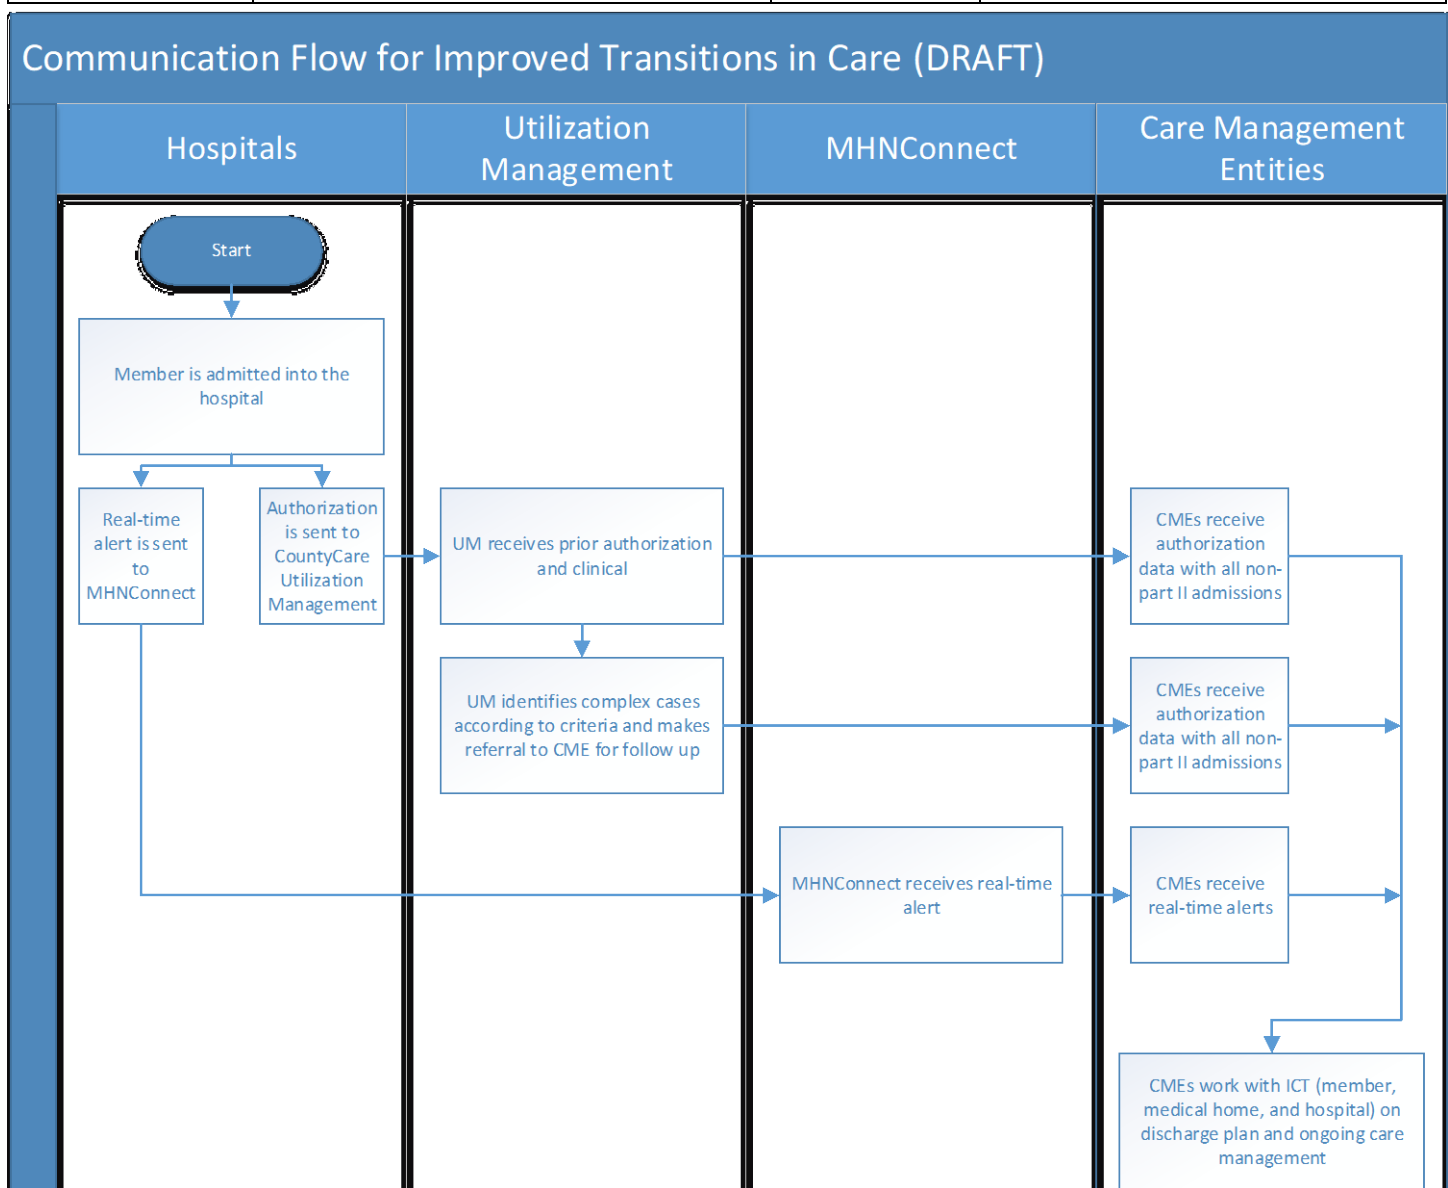 Communication Flow for Improved Transitions in Care (DRAFT)
Hospitals
Utilization
Management
MHNConnect
Care Management
Entities
Start
Member is admitted into the
hospital
Real-time
alert is sent
to
MHNConnect
Authorization
is sent to
CountyCare
Utilization
Management
UM receives prior authorization
and clinical
CMEs receive
authorization
data with all non-
part II admissions
UM identifies complex cases
according to criteria and makes
referral to CME for follow up
CMEs receive
authorization
data with all non-
part II admissions
MHNConnect receives real-time
alert
CMEs receive
real-time alerts
CMEs work with ICT (member,
medical home, and hospital) on
discharge plan and ongoing care
management